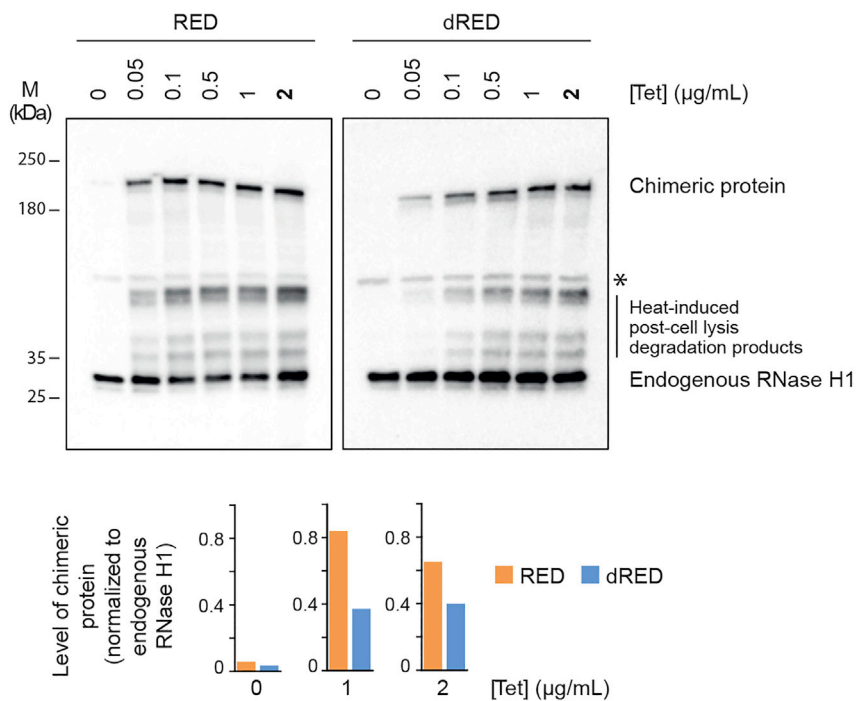 RED dRED
M (kDa) 0 0.05 0.1 0.5 1 2 0 0.05 0.1 0.5 1 2 [Tet] (µg/mL)
250
180
35
25
Chimeric protein
*
Heat-induced
post-cell lysis
degradation products
Endogenous RNase H1
Level of chimeric
protein
(normalized to
endogenous
RNase H1)
0.8 0.8 0.8
0.4 0.4 0.4
0 0 0
RED dRED
0 1 2 [Tet] (µg/mL)